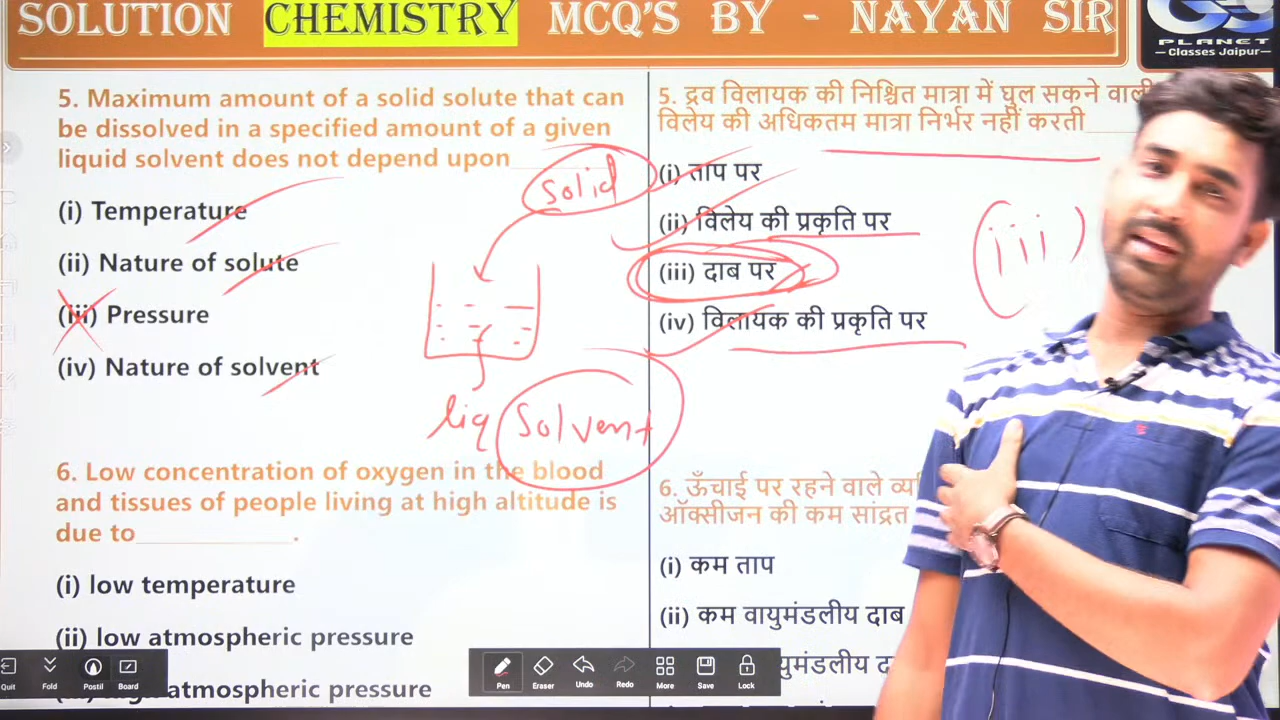 SOLUTION CHEMISTRY MCQ'S BY - NAYAN SIR
PLANET
Classes Jaipur
5. Maximum amount of a solid solute that can
be dissolved in a specified amount of a given
liquid solvent does not depend upon
(i) Temperature
(ii) Nature of solute
(iii) Pressure
(iv) Nature of solvent
Solid
liq Solvent
6. Low concentration of oxygen in the blood
and tissues of people living at high altitude is
due to____________.
(i) low temperature
(ii) low atmospheric pressure
atmospheric pressure
5. द्रव विलायक की निश्चित मात्रा में घुल सकने वाली
विलेय की अधिकतम मात्रा निर्भर नहीं करती
(i) ताप पर
(ii) विलेय की प्रकृति पर
(iii) दाब पर
(iv) विलायक की प्रकृति पर
(iii)
6. ऊँचाई पर रहने वाले
ऑक्सीजन की कम
(i) कम ताप
(ii) कम वायुमंडलीय दाब
Quit Fold Postil Board
Pen Eraser Undo Redo More Save Lock